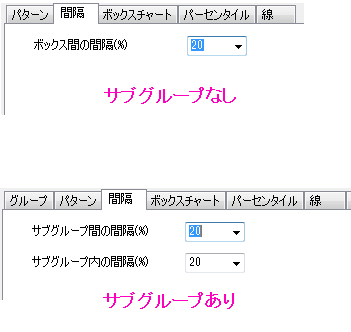 パターン 間隔 ボックスチャート パーセンタイル 線
ボックス間の間隔(%) 20
サブグループなし
グループ パターン 間隔 ボックスチャート パーセンタイル 線
サブグループ間の間隔(%) 20
サブグループ内の間隔(%) 20
サブグループあり